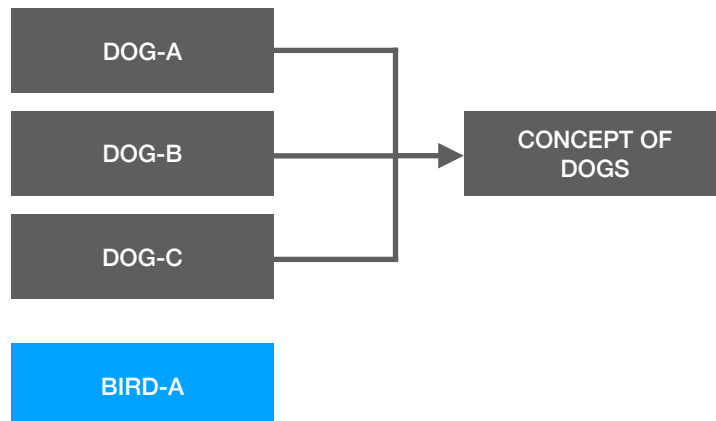 DOG-A
DOG-B
CONCEPT OF
DOGS
DOG-C
BIRD-A